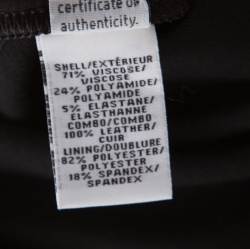 certificate of
authenticity.
SHELL/EXTÉRIEUR
71% VISCOSE/
VISCOSE
24% POLYAMIDE/
POLYAMIDE
5% ELASTANE/
ELASTHANNE
COMBO/COMBO/
100% LEATHER/
CUIR
LINING/DOUBLURE
82% POLYESTER/
POLYESTER
18% SPANDEX/
SPANDEX